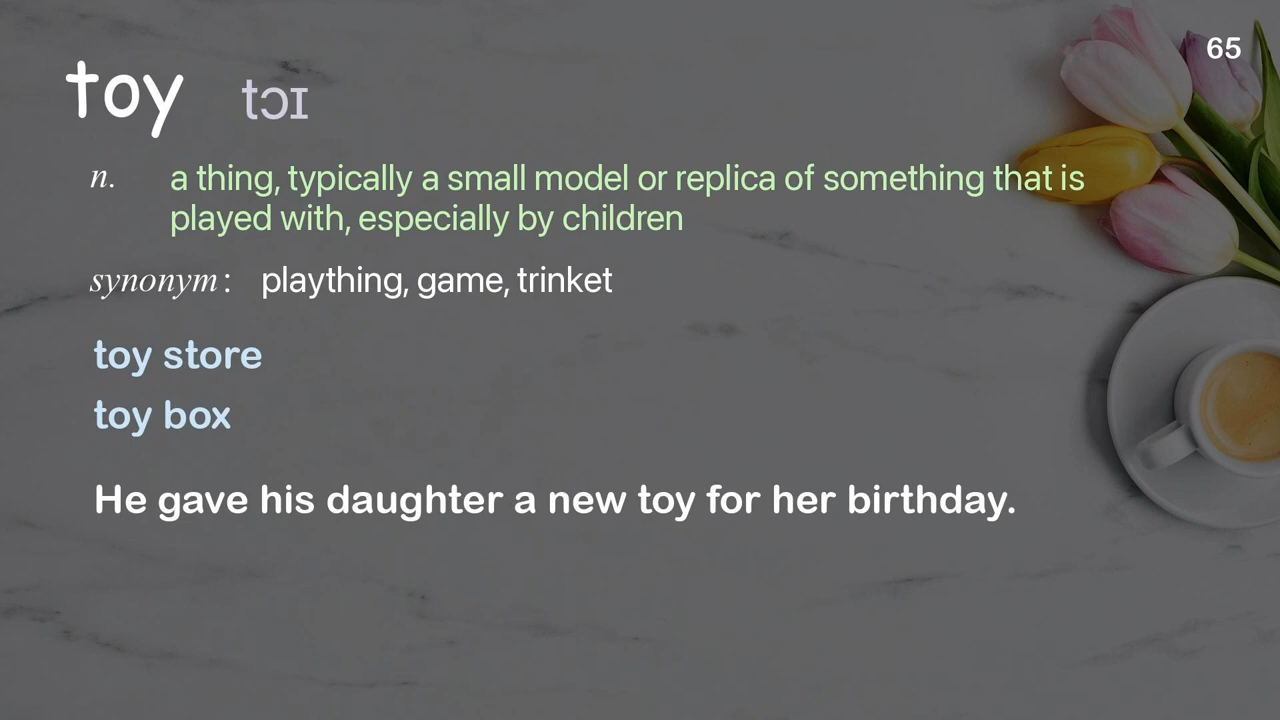 65
toy tɔɪ
n. a thing, typically a small model or replica of something that is
played with, especially by children
synonym: plaything, game, trinket
toy store
toy box
He gave his daughter a new toy for her birthday.